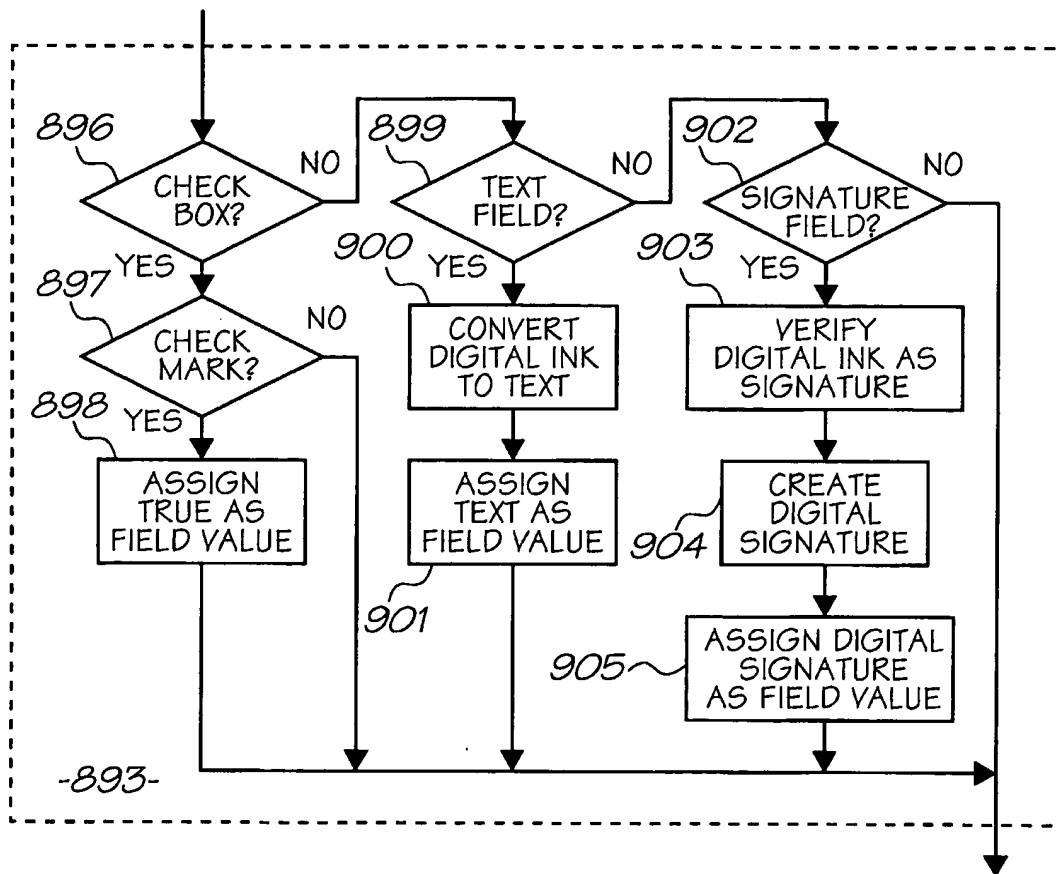 896
CHECK
BOX?
NO
YES
897
CHECK
MARK?
NO
YES
898
ASSIGN
TRUE AS
FIELD VALUE
899
TEXT
FIELD?
NO
YES
900
CONVERT
DIGITAL INK
TO TEXT
ASSIGN
TEXT AS
FIELD VALUE
901
902
SIGNATURE
FIELD?
NO
YES
903
VERIFY
DIGITAL INK AS
SIGNATURE
CREATE
DIGITAL
SIGNATURE
904
ASSIGN DIGITAL
SIGNATURE
AS FIELD VALUE
905
-893-